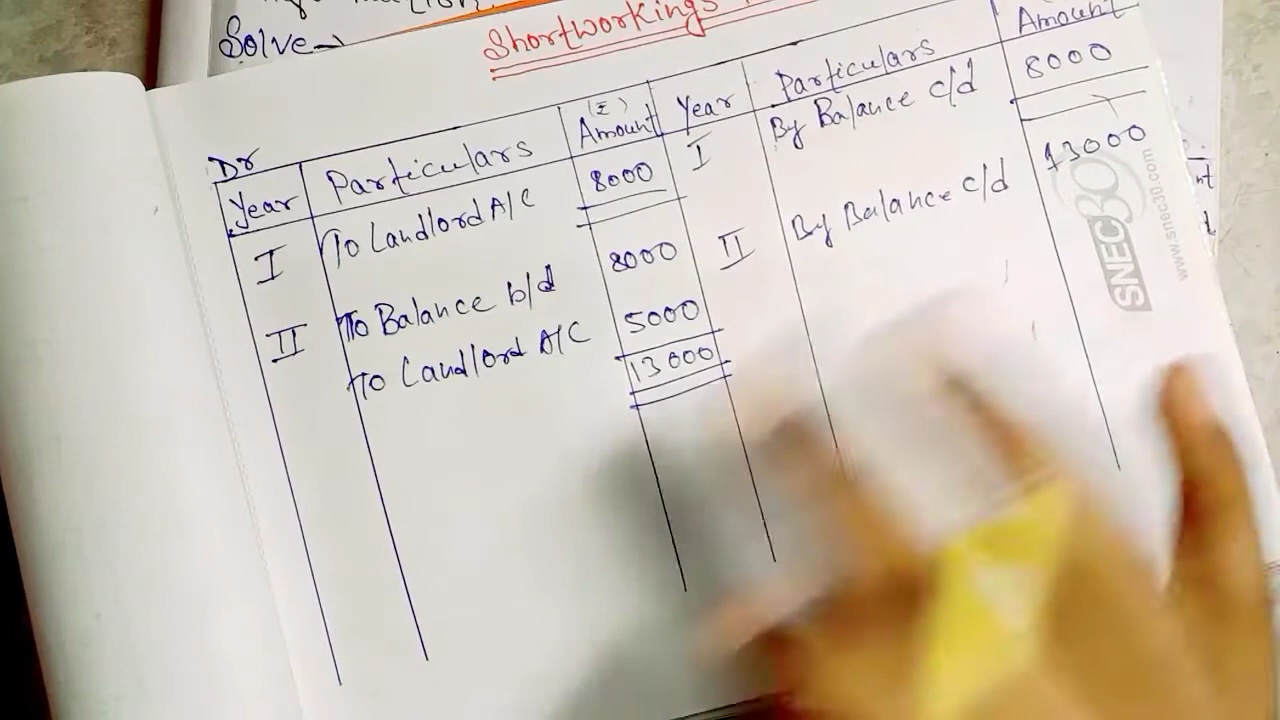 Solve →
Shortworkings
Dr
Year Particulars (₹) Amount Year Particulars Amount
I To Landlord A/C 8000 I By Balance c/d 8000
II To Balance b/d 8000 II By Balance c/d 13000
To Landlord A/C 5000
13000
SNEC30
www.snec30.com